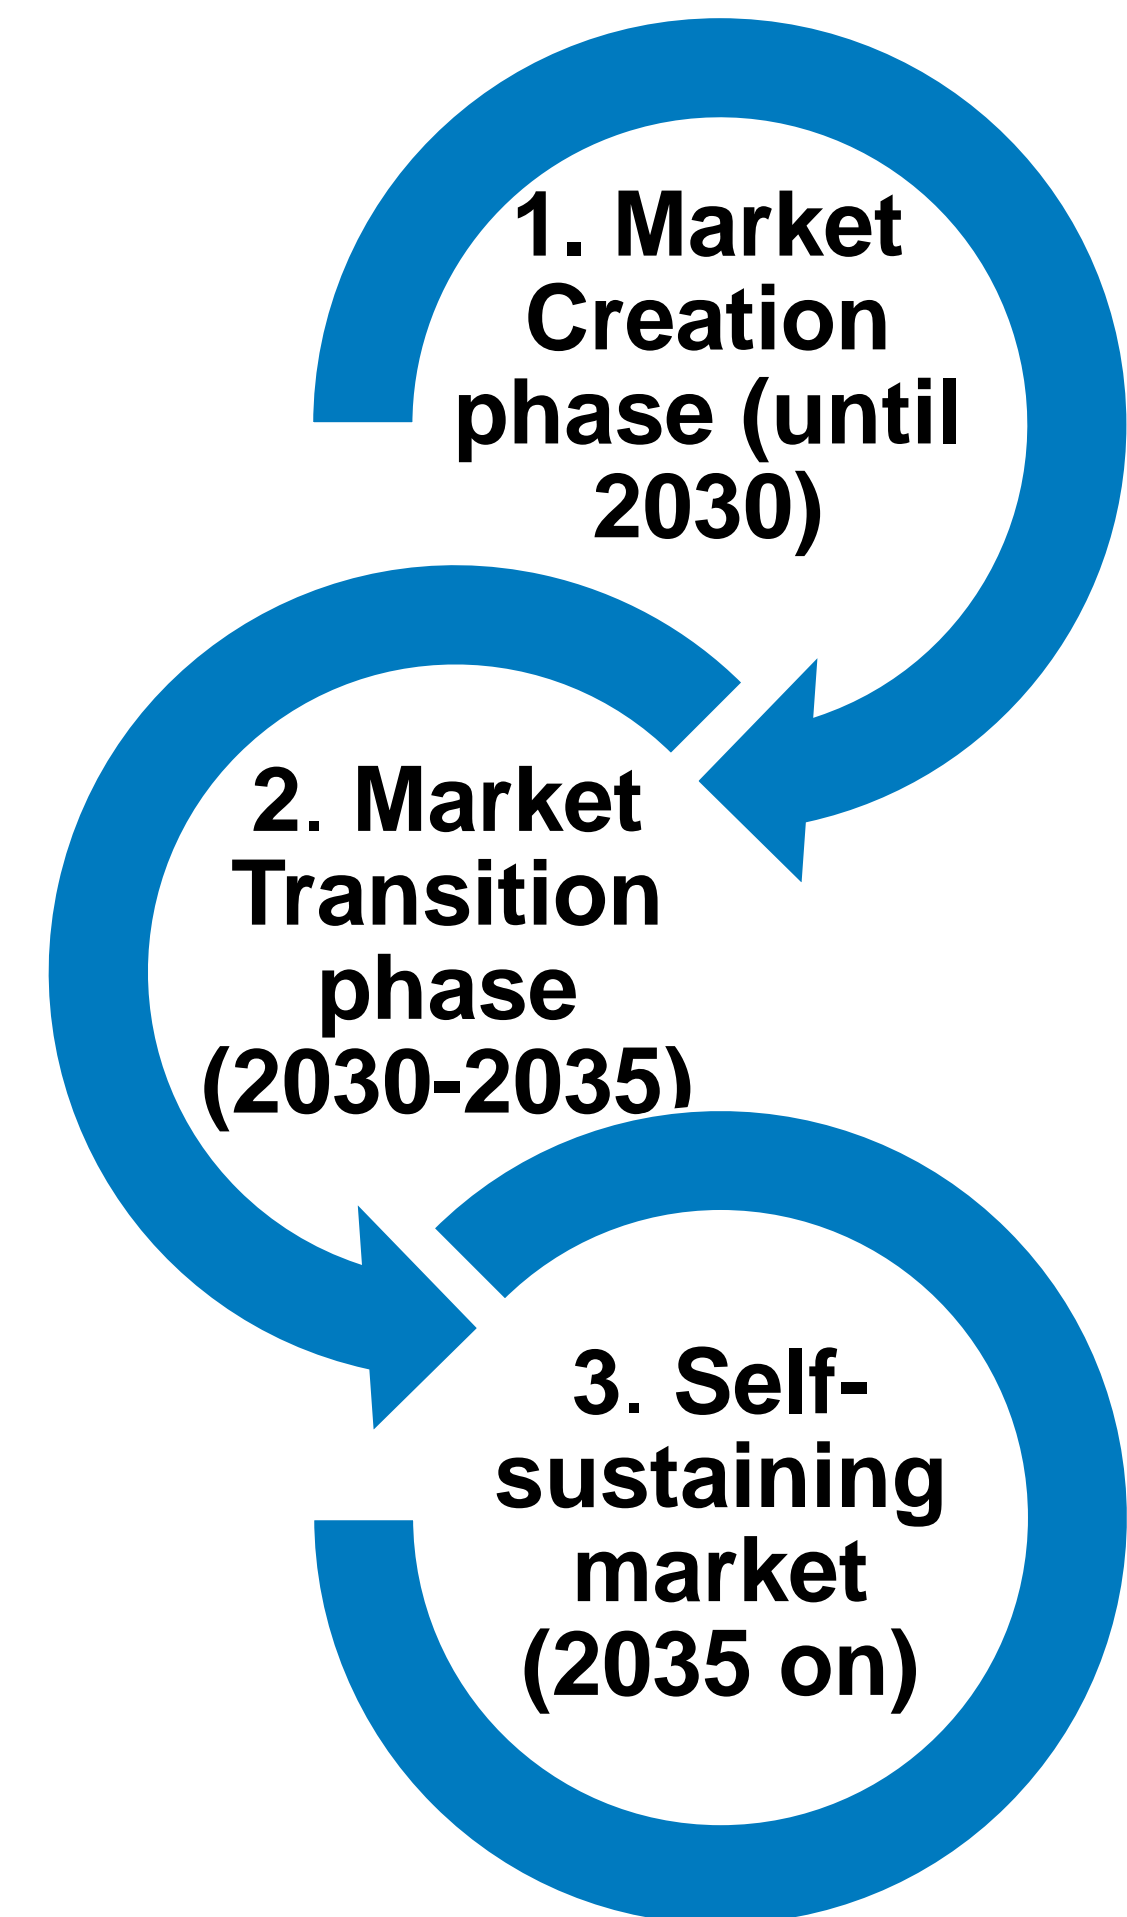 1. Market
Creation
phase (until
2030)
2. Market
Transition
phase
(2030-2035)
3. Self-
sustaining
market
(2035 on)